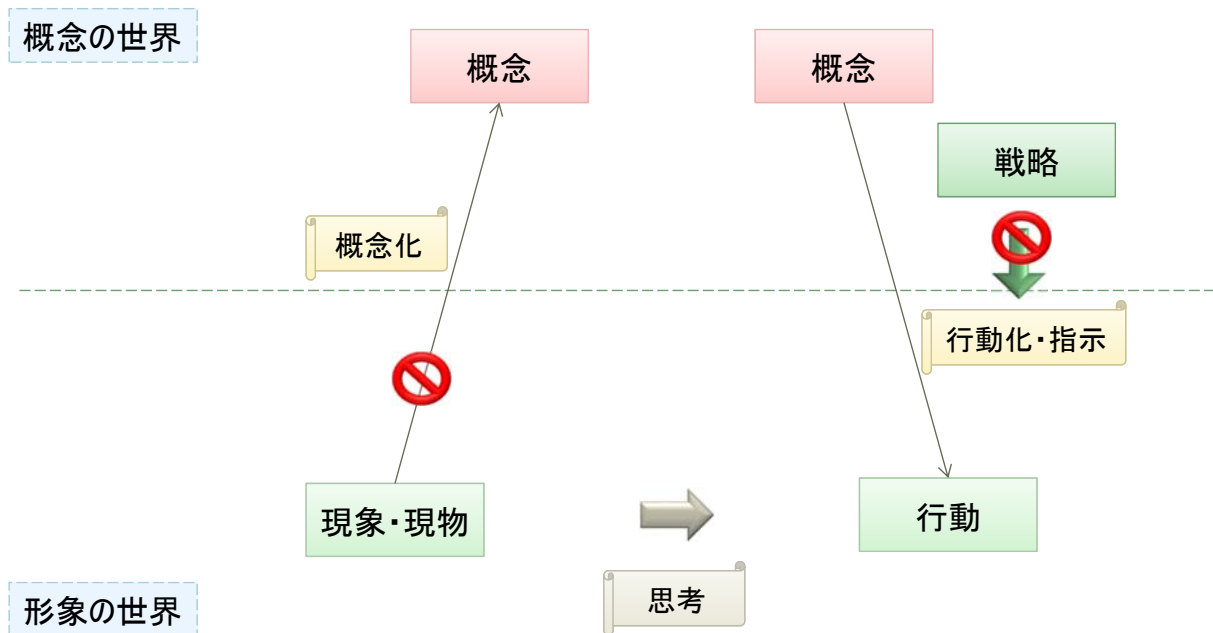 概念の世界
概念
概念
戦略
概念化
行動化・指示
現象・現物
行動
思考
形象の世界